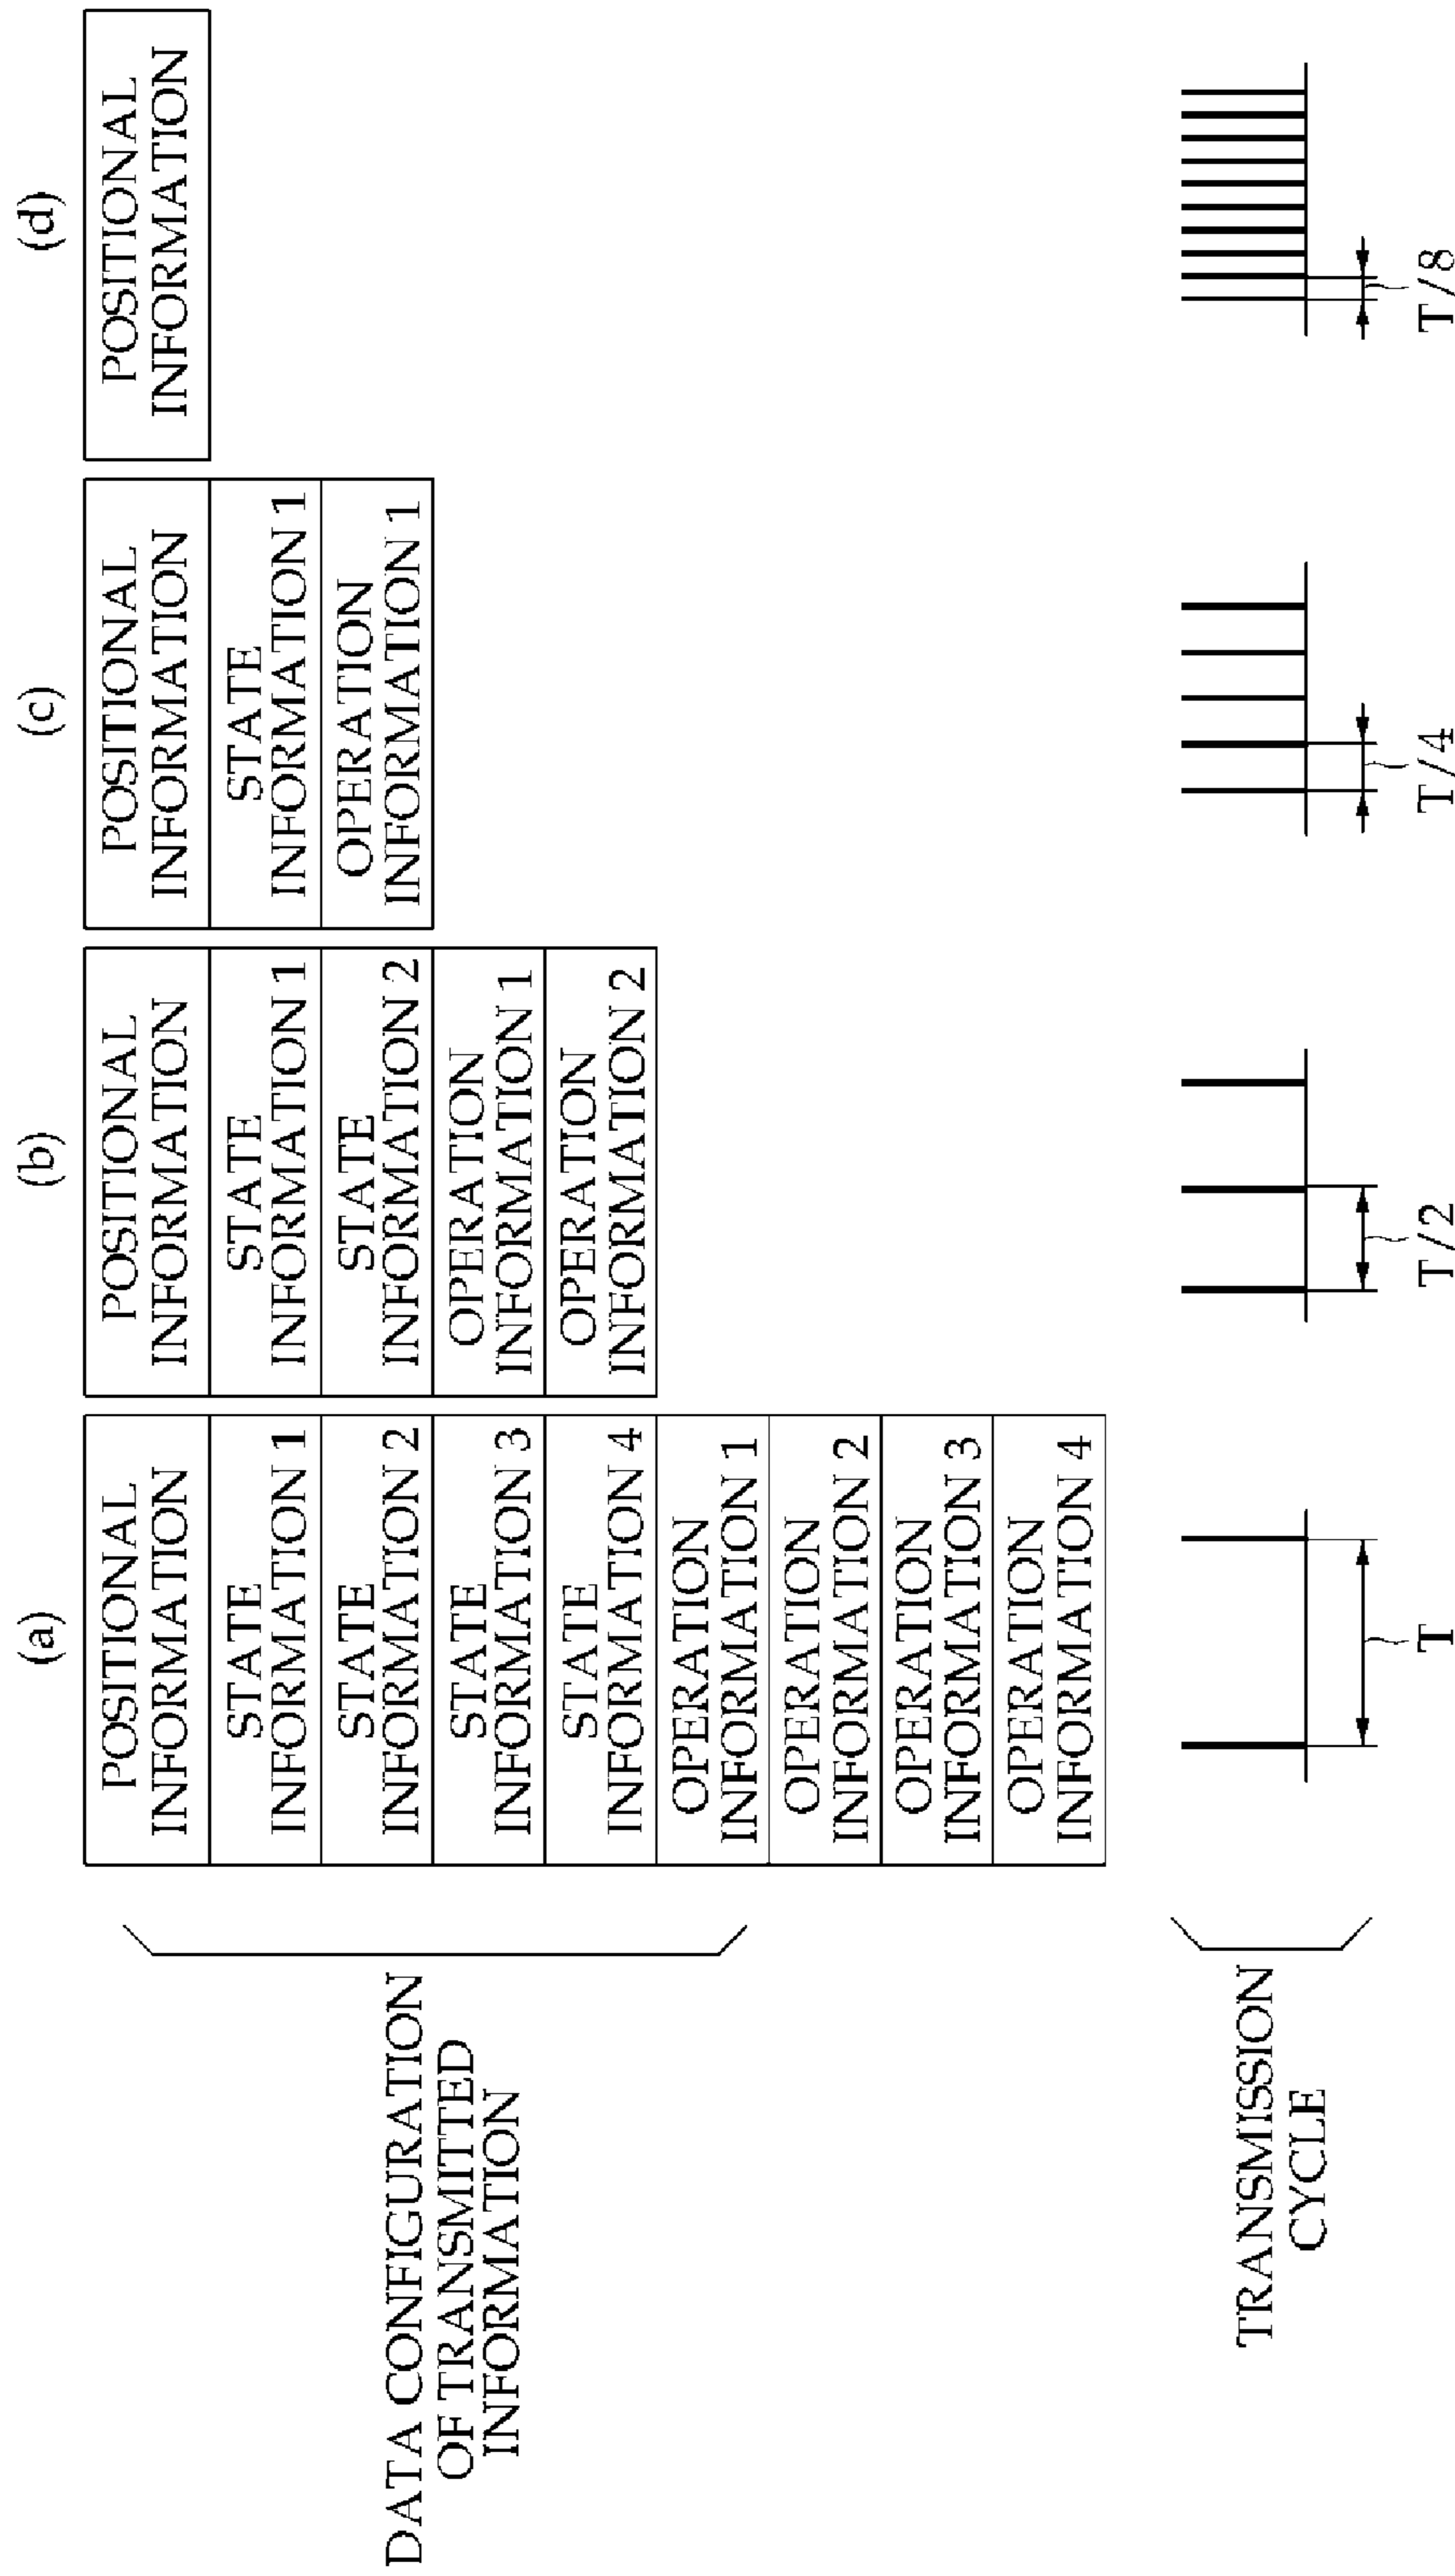 (a)
(b)
(c)
(d)
DATA CONFIGURATION
OF TRANSMITTED
INFORMATION
POSITIONAL
INFORMATION
STATE
INFORMATION 1
STATE
INFORMATION 2
STATE
INFORMATION 3
STATE
INFORMATION 4
OPERATION
INFORMATION 1
OPERATION
INFORMATION 2
OPERATION
INFORMATION 3
OPERATION
INFORMATION 4
POSITIONAL
INFORMATION
STATE
INFORMATION 1
STATE
INFORMATION 2
OPERATION
INFORMATION 1
OPERATION
INFORMATION 2
POSITIONAL
INFORMATION
STATE
INFORMATION 1
OPERATION
INFORMATION 1
POSITIONAL
INFORMATION
TRANSMISSION
CYCLE
T
T/2
T/4
T/8